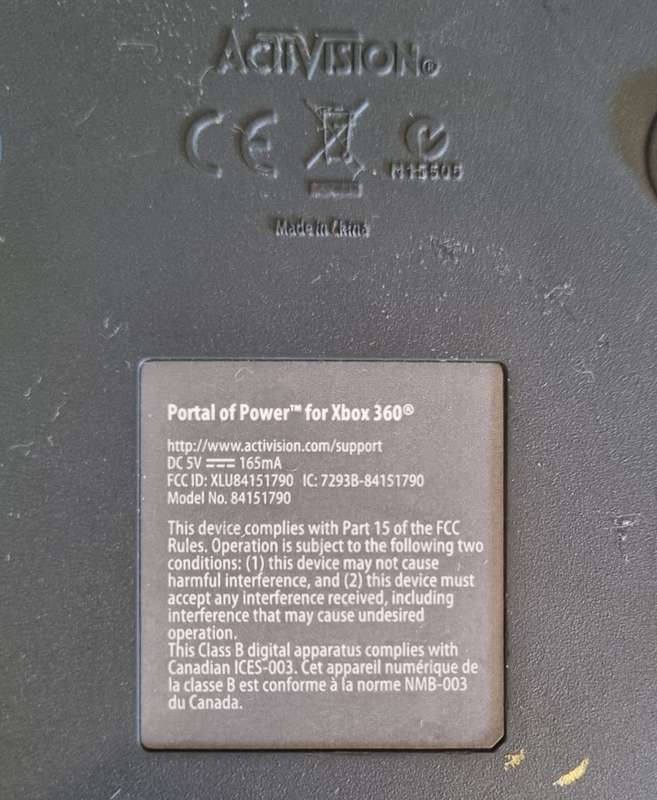 ACTIVISION®
CE
N15505
Made in China
Portal of Power™ for Xbox 360®
http://www.activision.com/support
DC 5V ⎓ 165mA
FCC ID: XLU84151790 IC: 7293B-84151790
Model No. 84151790
This device complies with Part 15 of the FCC
Rules. Operation is subject to the following two
conditions: (1) this device may not cause
harmful interference, and (2) this device must
accept any interference received, including
interference that may cause undesired
operation.
This Class B digital apparatus complies with
Canadian ICES-003. Cet appareil numérique de
la classe B est conforme à la norme NMB-003
du Canada.